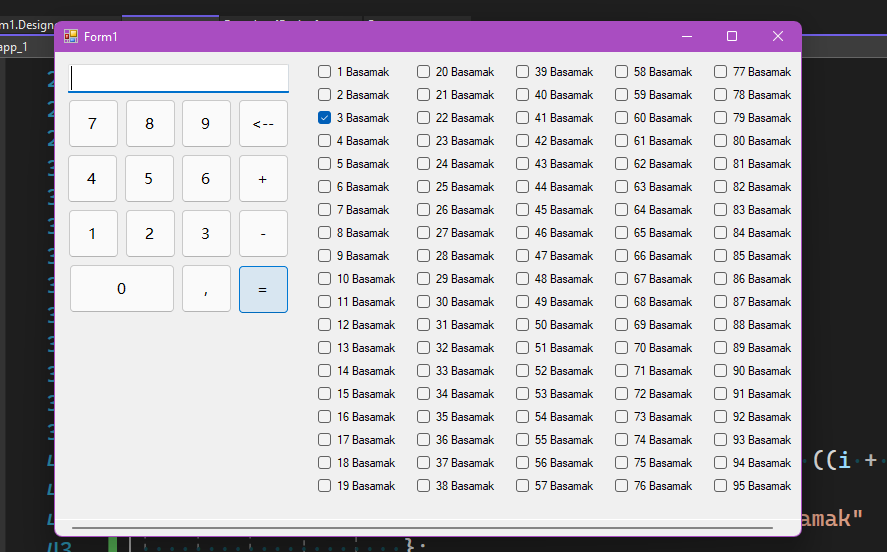 m1.Design
app_1
Form1
7 8 9 <--
4 5 6 +
1 2 3 -
0 , =
1 Basamak 20 Basamak 39 Basamak 58 Basamak 77 Basamak
2 Basamak 21 Basamak 40 Basamak 59 Basamak 78 Basamak
3 Basamak 22 Basamak 41 Basamak 60 Basamak 79 Basamak
4 Basamak 23 Basamak 42 Basamak 61 Basamak 80 Basamak
5 Basamak 24 Basamak 43 Basamak 62 Basamak 81 Basamak
6 Basamak 25 Basamak 44 Basamak 63 Basamak 82 Basamak
7 Basamak 26 Basamak 45 Basamak 64 Basamak 83 Basamak
8 Basamak 27 Basamak 46 Basamak 65 Basamak 84 Basamak
9 Basamak 28 Basamak 47 Basamak 66 Basamak 85 Basamak
10 Basamak 29 Basamak 48 Basamak 67 Basamak 86 Basamak
11 Basamak 30 Basamak 49 Basamak 68 Basamak 87 Basamak
12 Basamak 31 Basamak 50 Basamak 69 Basamak 88 Basamak
13 Basamak 32 Basamak 51 Basamak 70 Basamak 89 Basamak
14 Basamak 33 Basamak 52 Basamak 71 Basamak 90 Basamak
15 Basamak 34 Basamak 53 Basamak 72 Basamak 91 Basamak
16 Basamak 35 Basamak 54 Basamak 73 Basamak 92 Basamak
17 Basamak 36 Basamak 55 Basamak 74 Basamak 93 Basamak
18 Basamak 37 Basamak 56 Basamak 75 Basamak 94 Basamak
19 Basamak 38 Basamak 57 Basamak 76 Basamak 95 Basamak
((i +
amak"
};